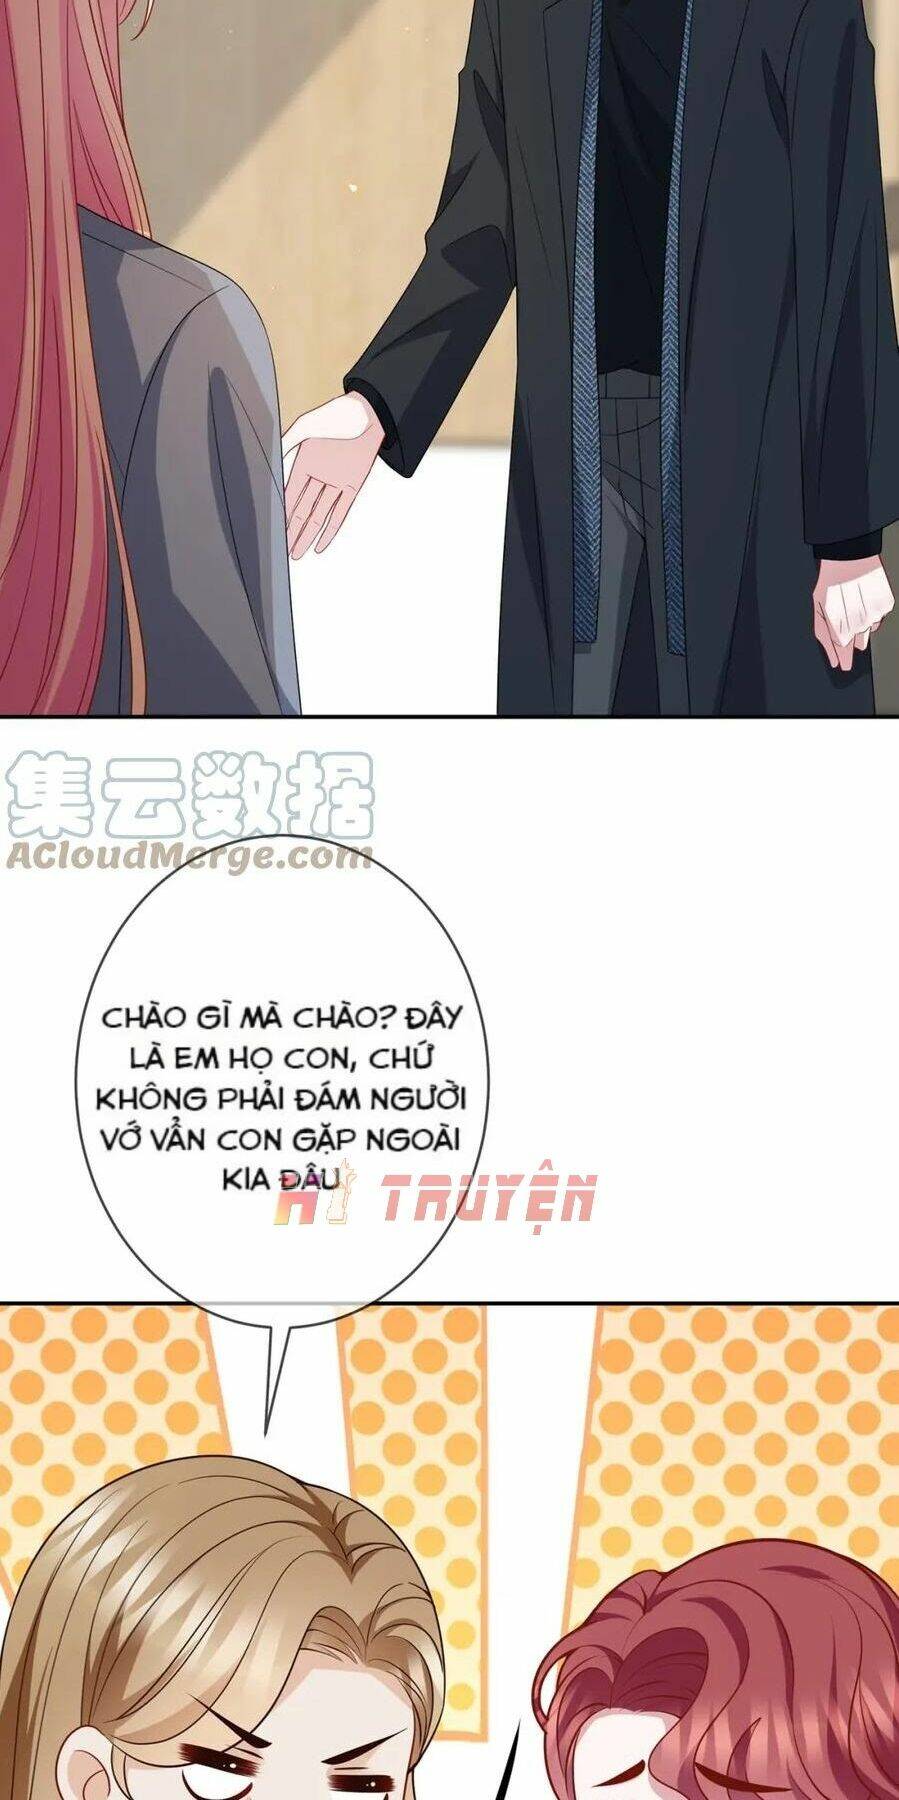 集云数据
ACloudMerge.com
CHÀO GÌ MÀ CHÀO? ĐÂY
LÀ EM HỌ CON, CHỨ
KHÔNG PHẢI ĐÁM NGƯỜI
VỚ VẨN CON GẶP NGOÀI
KIA ĐÂU
HI TRUYỆN